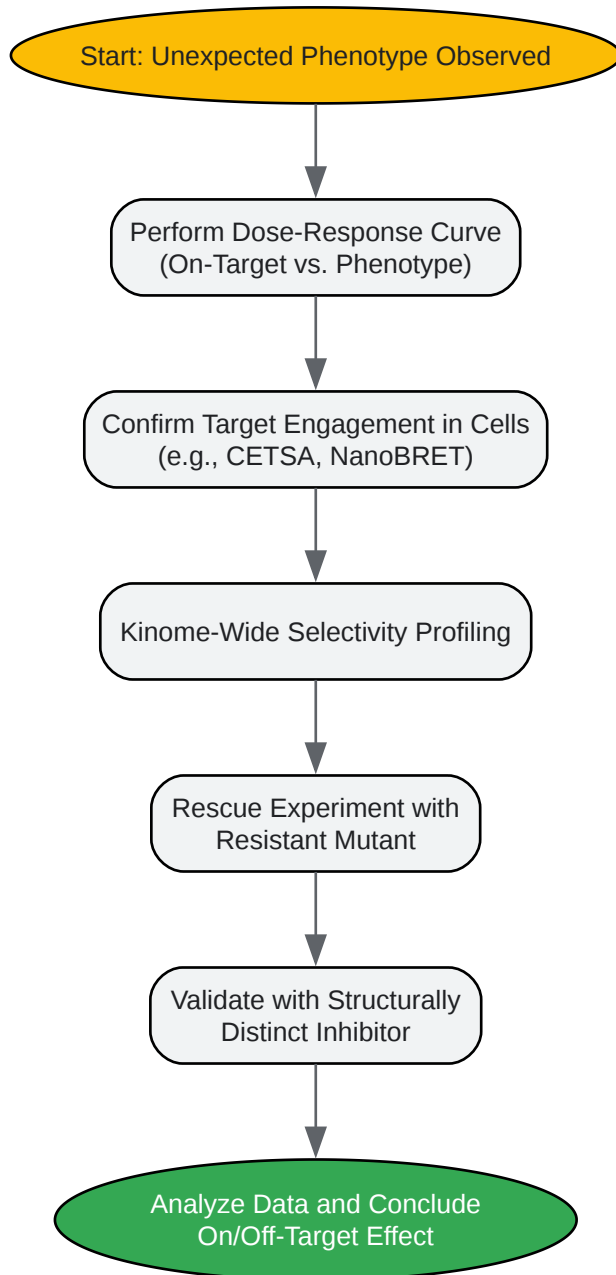 Start: Unexpected Phenotype Observed
Perform Dose-Response Curve
(On-Target vs. Phenotype)
Confirm Target Engagement in Cells
(e.g., CETSA, NanoBRET)
Kinome-Wide Selectivity Profiling
Rescue Experiment with
Resistant Mutant
Validate with Structurally
Distinct Inhibitor
Analyze Data and Conclude
On/Off-Target Effect